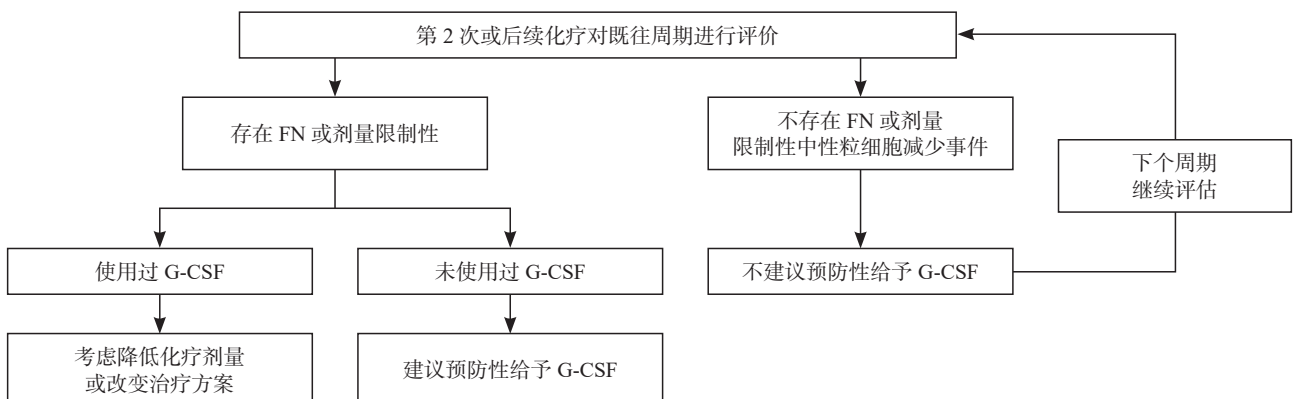 第 2 次或后续化疗对既往周期进行评价
存在 FN 或剂量限制性
不存在 FN 或剂量
限制性中性粒细胞减少事件
下个周期
继续评估
使用过 G-CSF
未使用过 G-CSF
不建议预防性给予 G-CSF
考虑降低化疗剂量
或改变治疗方案
建议预防性给予 G-CSF